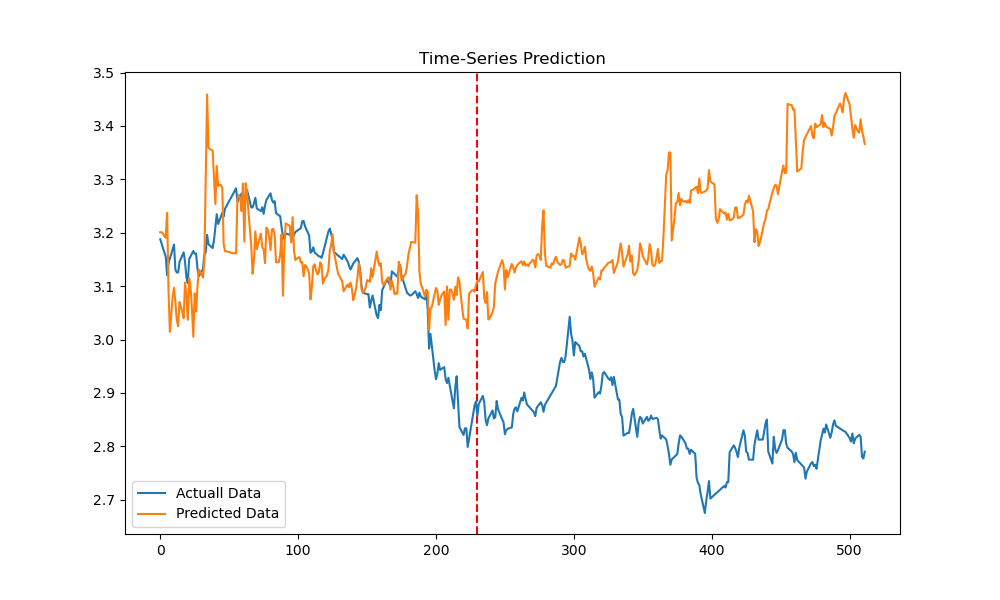 Time-Series Prediction
3.5
3.4
3.3
3.2
3.1
3.0
2.9
2.8
2.7
Actuall Data
Predicted Data
0 100 200 300 400 500